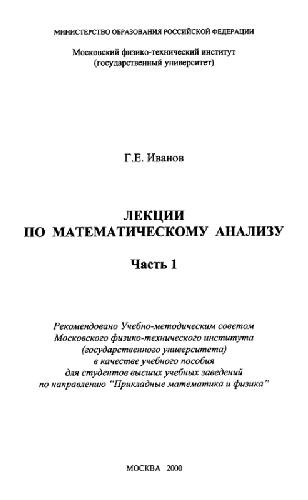 МИНИСТЕРСТВО ОБРАЗОВАНИЯ РОССИЙСКОЙ ФЕДЕРАЦИИ
Московский физико-технический институт
(государственный университет)
Г.Е. Иванов
ЛЕКЦИИ
ПО МАТЕМАТИЧЕСКОМУ АНАЛИЗУ
Часть 1
Рекомендовано Учебно-методическим советом
Московского физико-технического института
(государственного университета)
в качестве учебного пособия
для студентов высших учебных заведений
по направлению "Прикладные математика и физика"
МОСКВА 2000